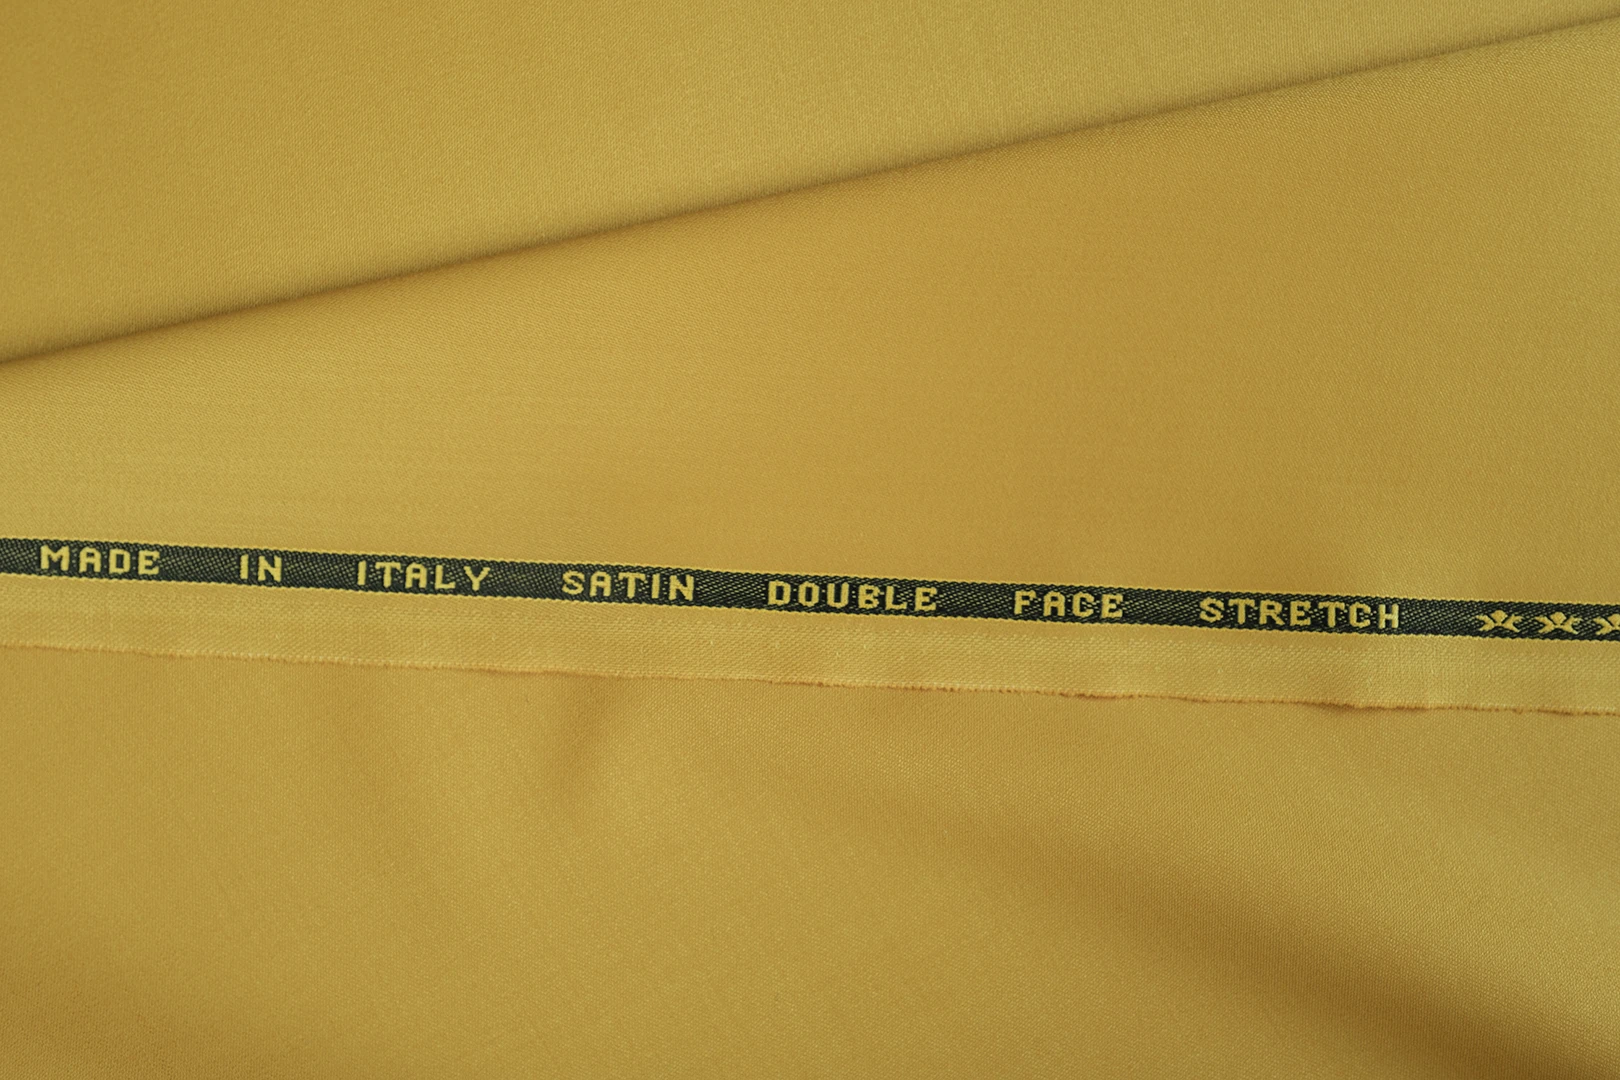 MADE IN ITALY SATIN DOUBLE FACE STRETCH